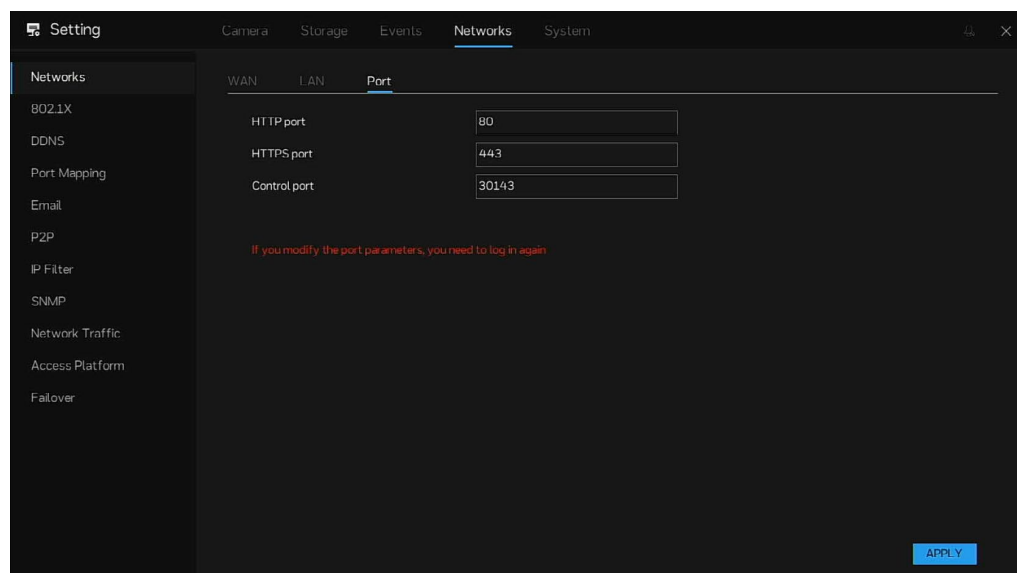 Setting
Camera Storage Events Networks System
Networks
802.1X
DDNS
Port Mapping
Email
P2P
IP Filter
SNMP
Network Traffic
Access Platform
Failover
WAN LAN Port
HTTP port 80
HTTPS port 443
Control port 30143
If you modify the port parameters, you need to log in again
APPLY